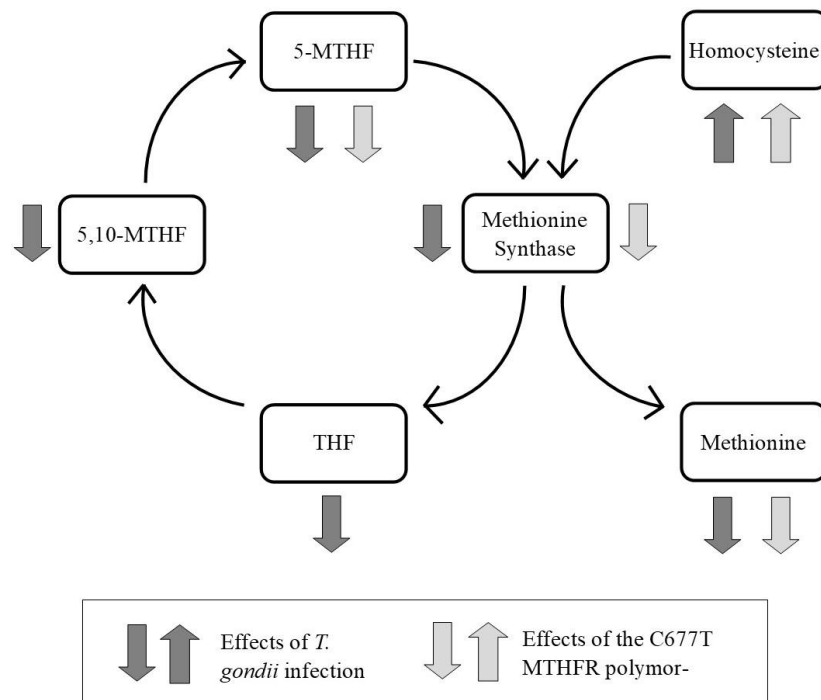 5-MTHF
Homocysteine
5,10-MTHF
Methionine
Synthase
THF
Methionine
Effects of T.
gondii infection
Effects of the C677T
MTHFR polymor-